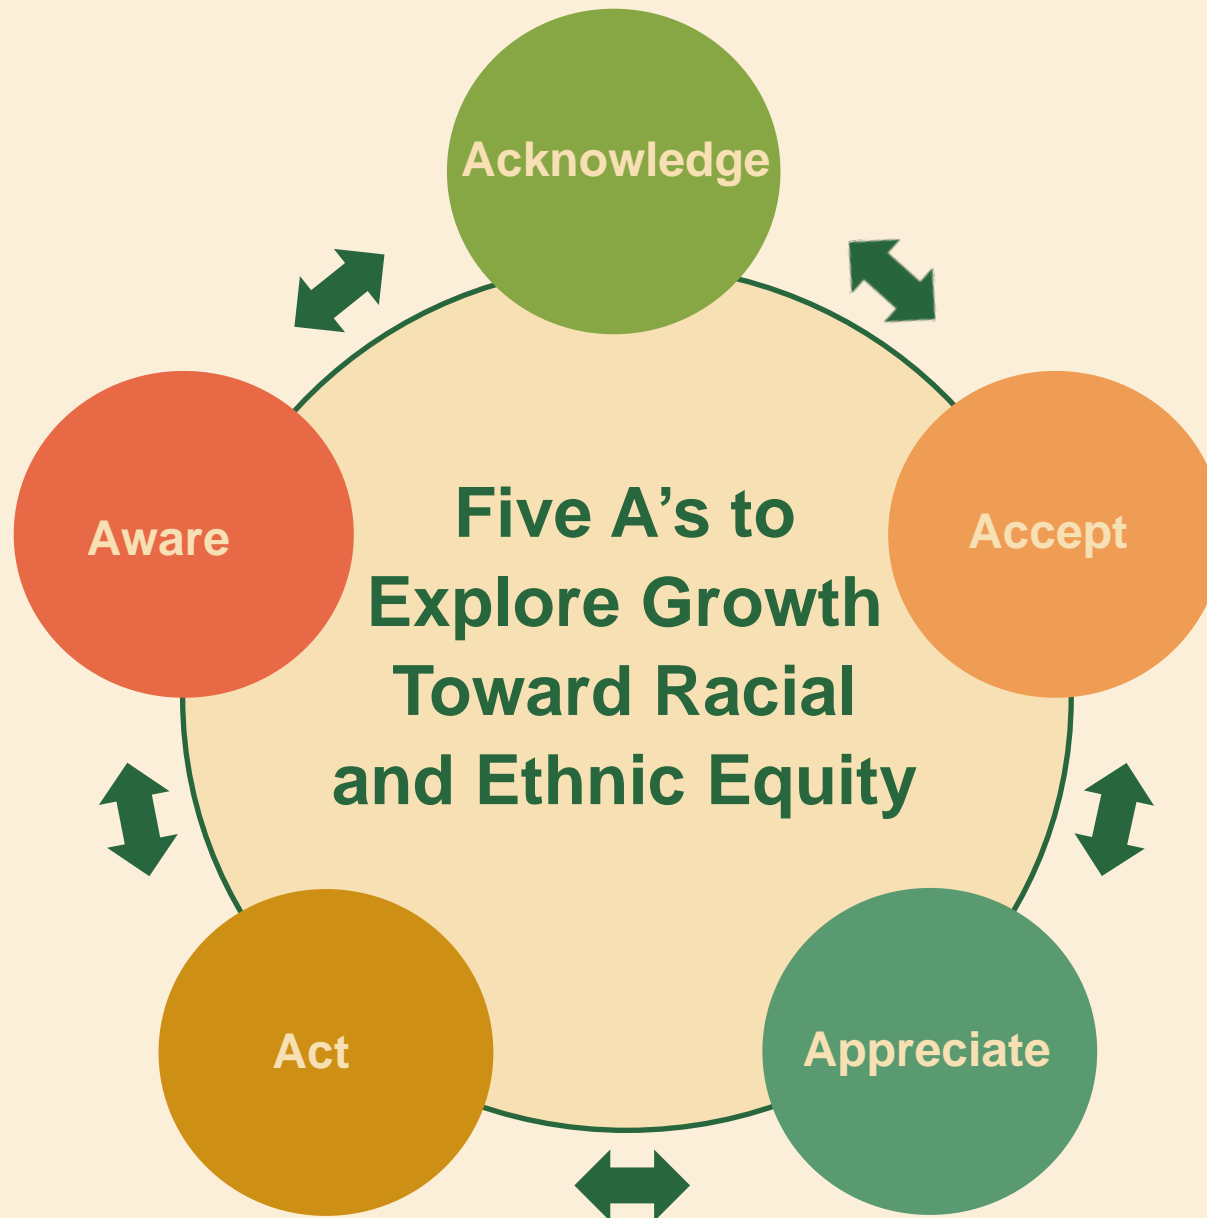 Acknowledge
Aware
Accept
Five A’s to
Explore Growth
Toward Racial
and Ethnic Equity
Act
Appreciate